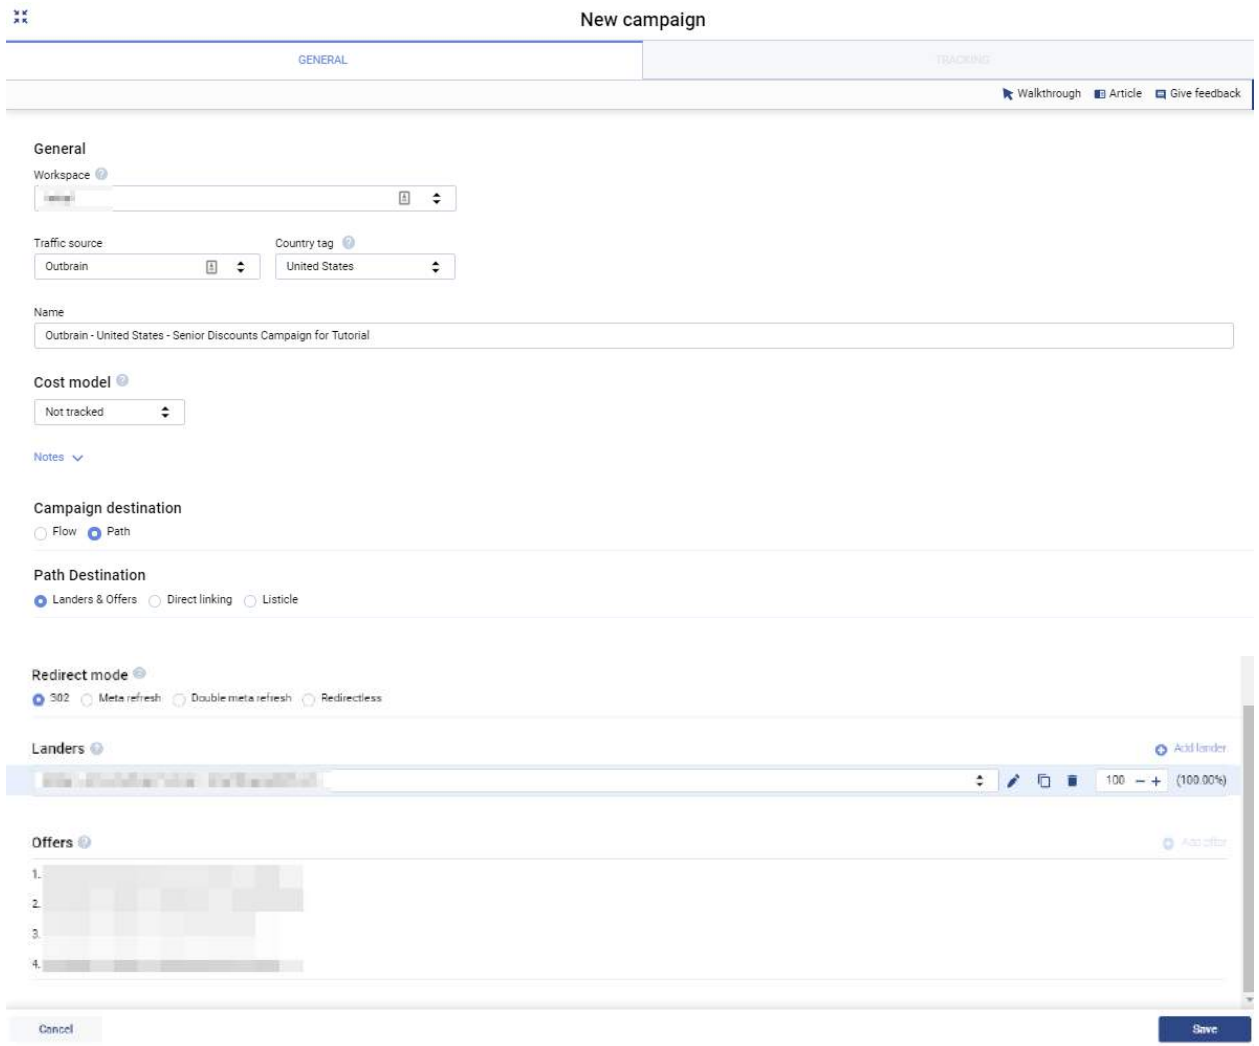 New campaign
GENERAL TRACKING
Walkthrough Article Give feedback
General
Workspace
Traffic source Country tag
Outbrain United States
Name
Outbrain - United States - Senior Discounts Campaign for Tutorial
Cost model
Not tracked
Notes
Campaign destination
Flow Path
Path Destination
Landers & Offers Direct linking Listicle
Redirect mode
302 Meta refresh Double meta refresh Redirectless
Landers Add lander
100 − + (100.00%)
Offers Add offer
1.
2.
3.
4.
Cancel Save